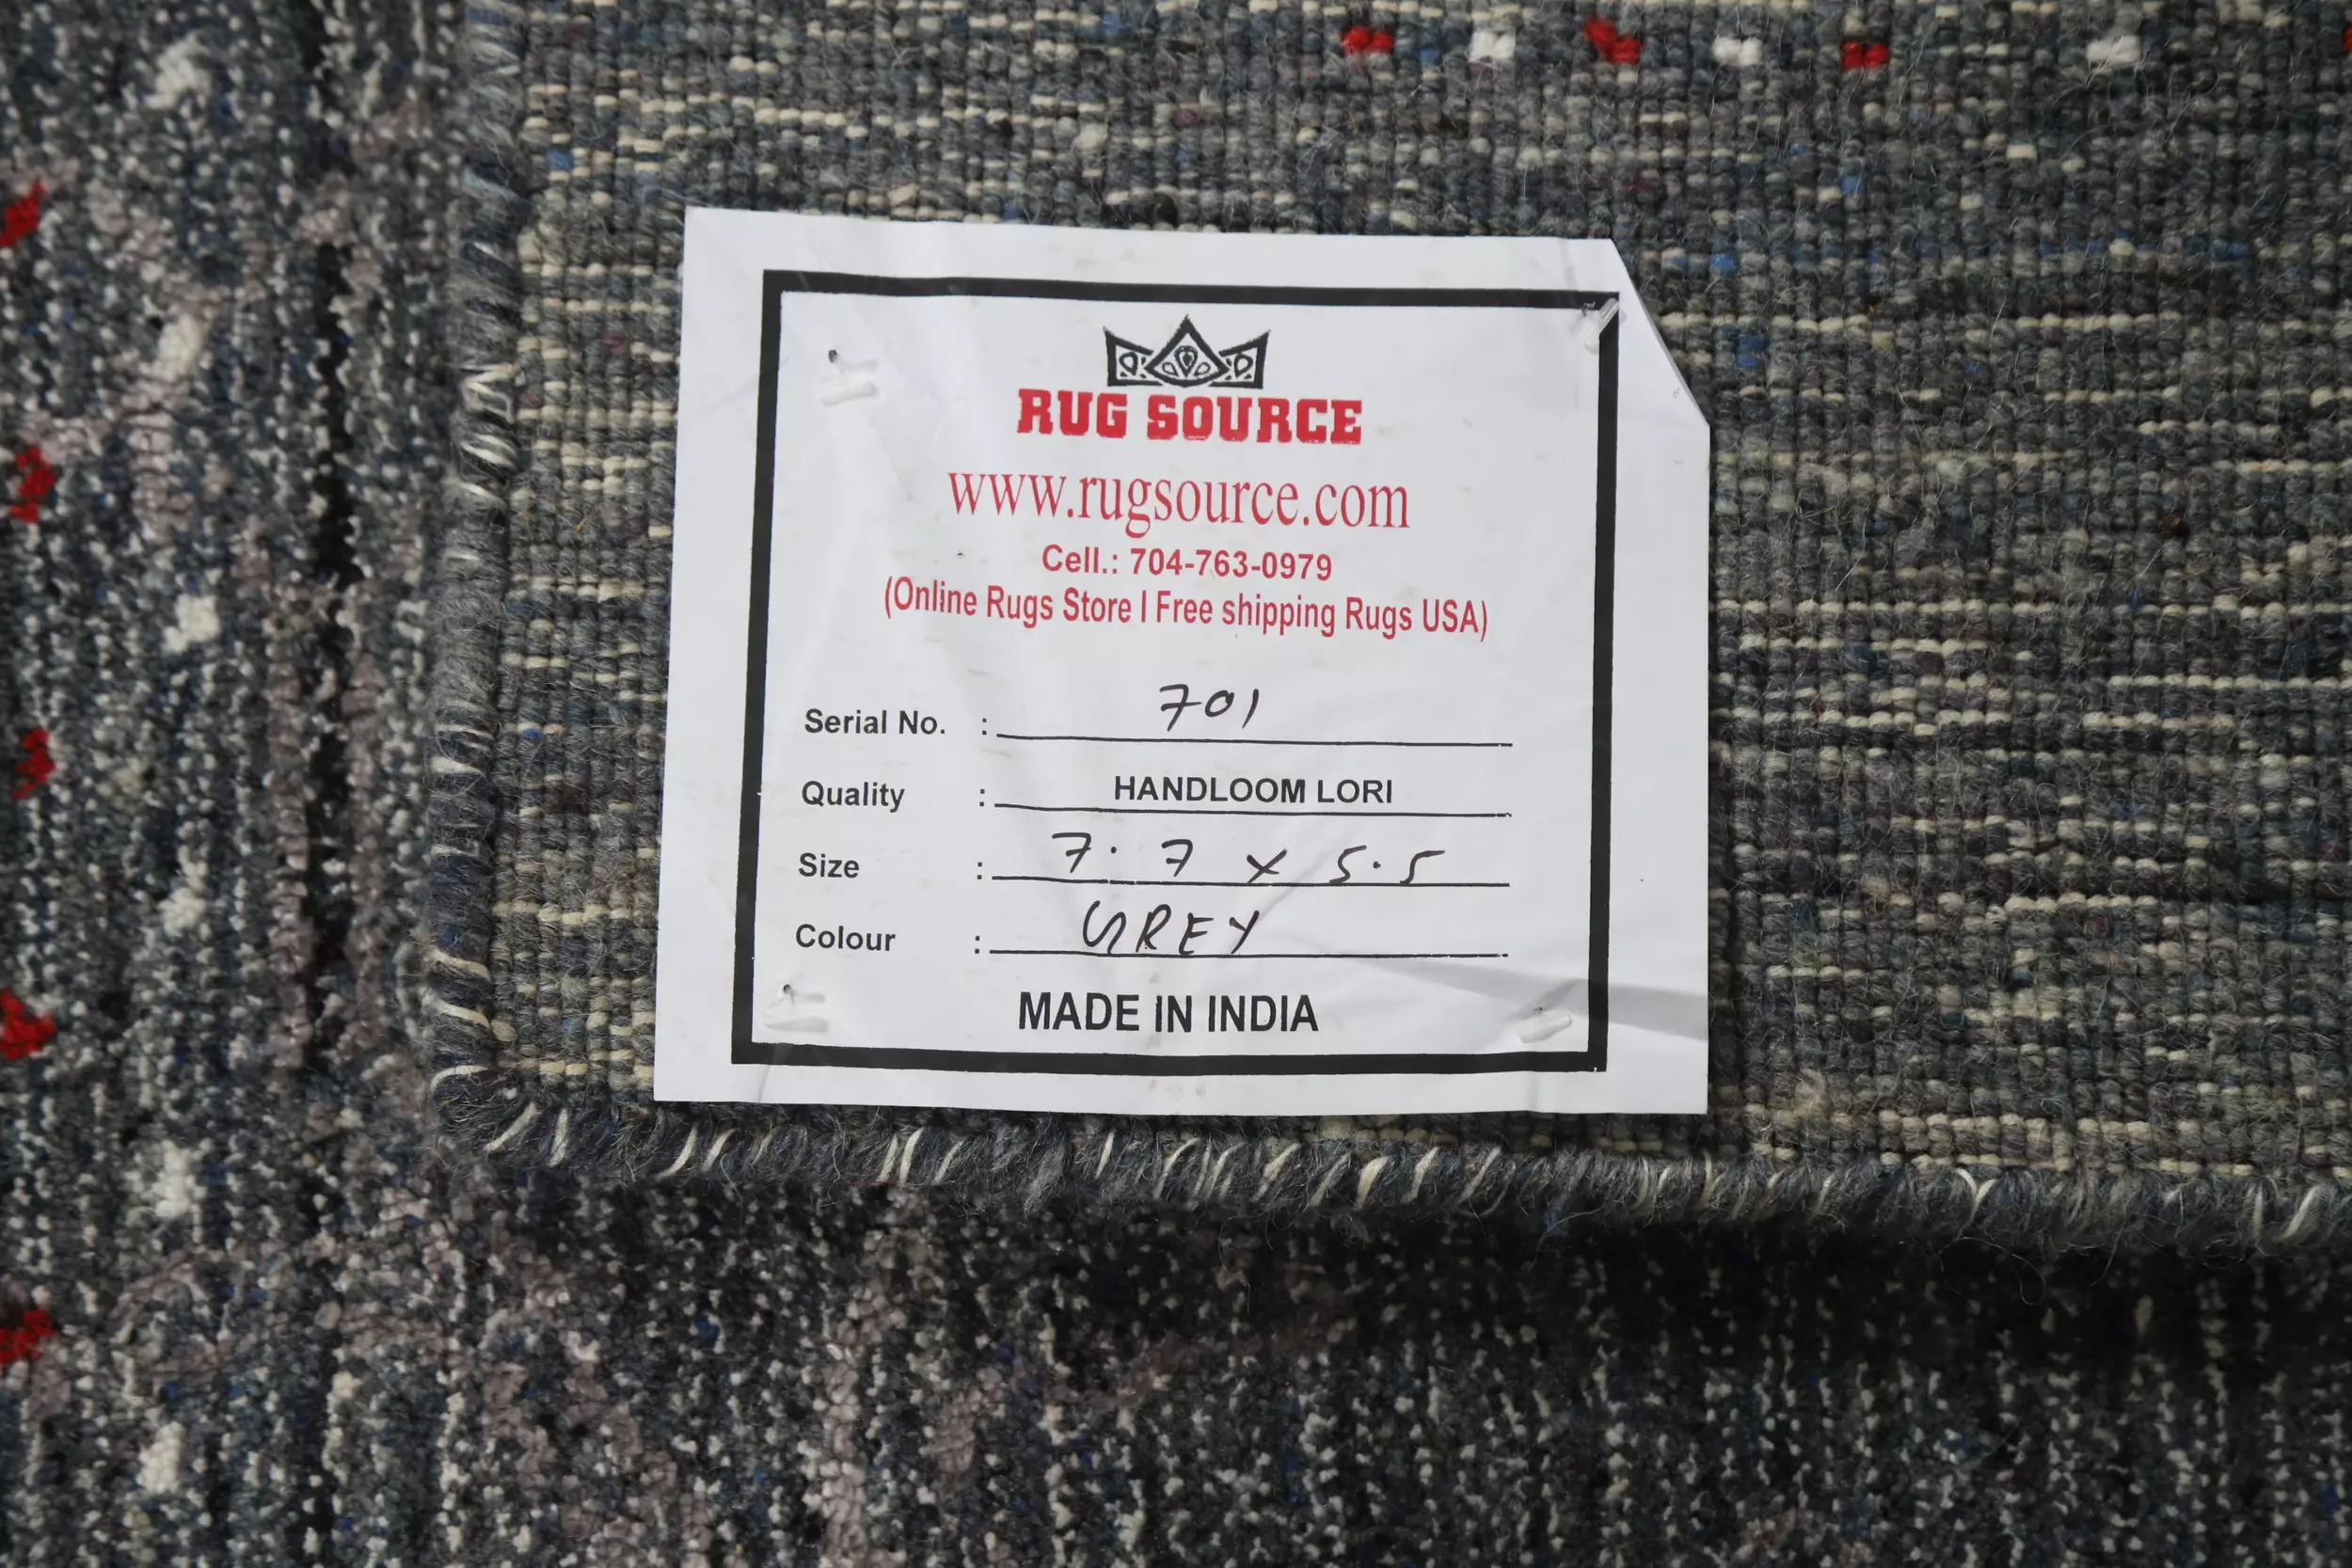 RUG SOURCE
www.rugsource.com
Cell.: 704-763-0979
(Online Rugs Store I Free shipping Rugs USA)
Serial No. : 701
Quality : HANDLOOM LORI
Size : 7.7 x 5.5
Colour : GREY
MADE IN INDIA